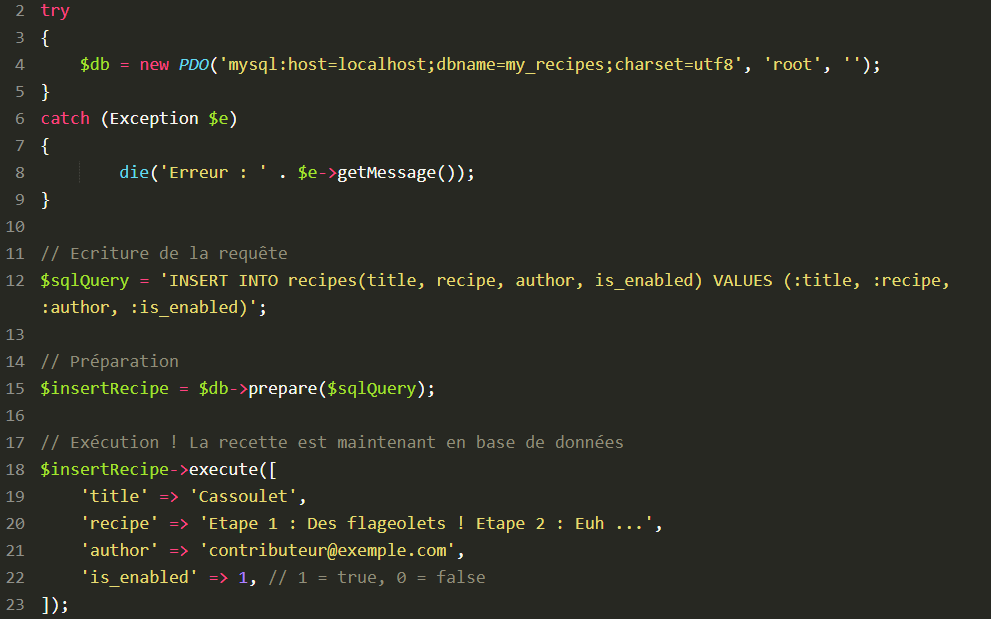 2 try
3 {
4     $db = new PDO('mysql:host=localhost;dbname=my_recipes;charset=utf8', 'root', '');
5 }
6 catch (Exception $e)
7 {
8         die('Erreur : ' . $e->getMessage());
9 }
10
11 // Ecriture de la requête
12 $sqlQuery = 'INSERT INTO recipes(title, recipe, author, is_enabled) VALUES (:title, :recipe,
:author, :is_enabled)';
13
14 // Préparation
15 $insertRecipe = $db->prepare($sqlQuery);
16
17 // Exécution ! La recette est maintenant en base de données
18 $insertRecipe->execute([
19     'title' => 'Cassoulet',
20     'recipe' => 'Etape 1 : Des flageolets ! Etape 2 : Euh ...',
21     'author' => 'contributeur@exemple.com',
22     'is_enabled' => 1, // 1 = true, 0 = false
23 ]);